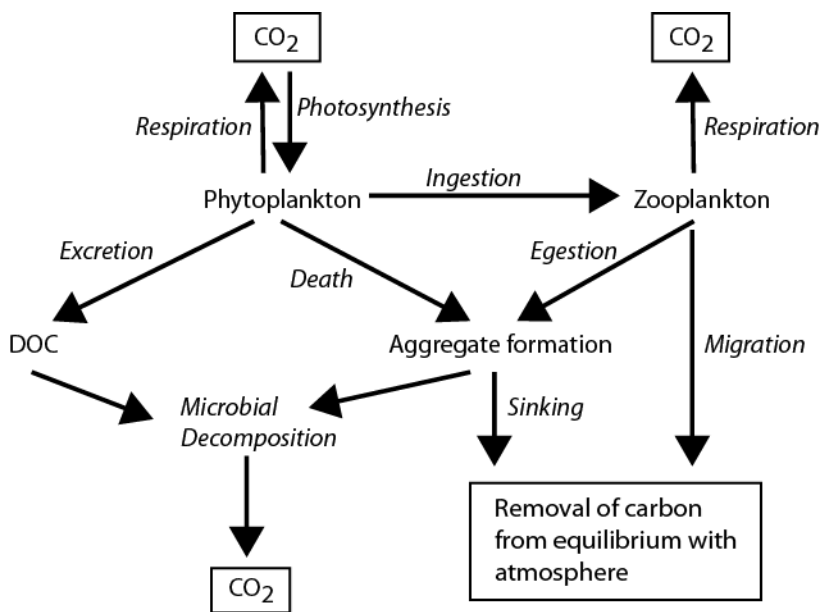 CO2
CO2
Respiration
Photosynthesis
Respiration
Phytoplankton
Ingestion
Zooplankton
Excretion
Death
Egestion
DOC
Aggregate formation
Migration
Microbial
Decomposition
Sinking
Removal of carbon
from equilibrium with
atmosphere
CO2